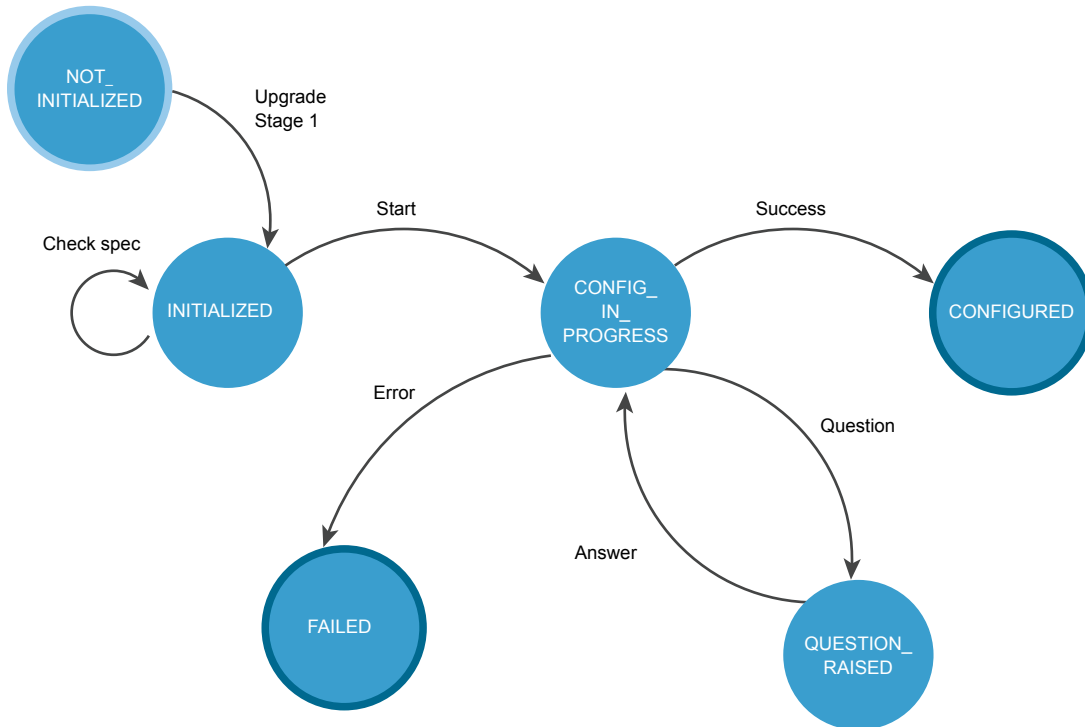 NOT_
INITIALIZED
Upgrade
Stage 1
Start
Success
Check spec
INITIALIZED
CONFIG_
IN_
PROGRESS
CONFIGURED
Error
Question
Answer
FAILED
QUESTION_
RAISED